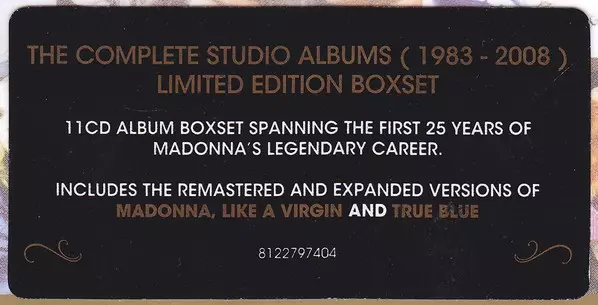 THE COMPLETE STUDIO ALBUMS ( 1983 - 2008 )
LIMITED EDITION BOXSET
11CD ALBUM BOXSET SPANNING THE FIRST 25 YEARS OF
MADONNA'S LEGENDARY CAREER.
INCLUDES THE REMASTERED AND EXPANDED VERSIONS OF
MADONNA, LIKE A VIRGIN AND TRUE BLUE
8122797404